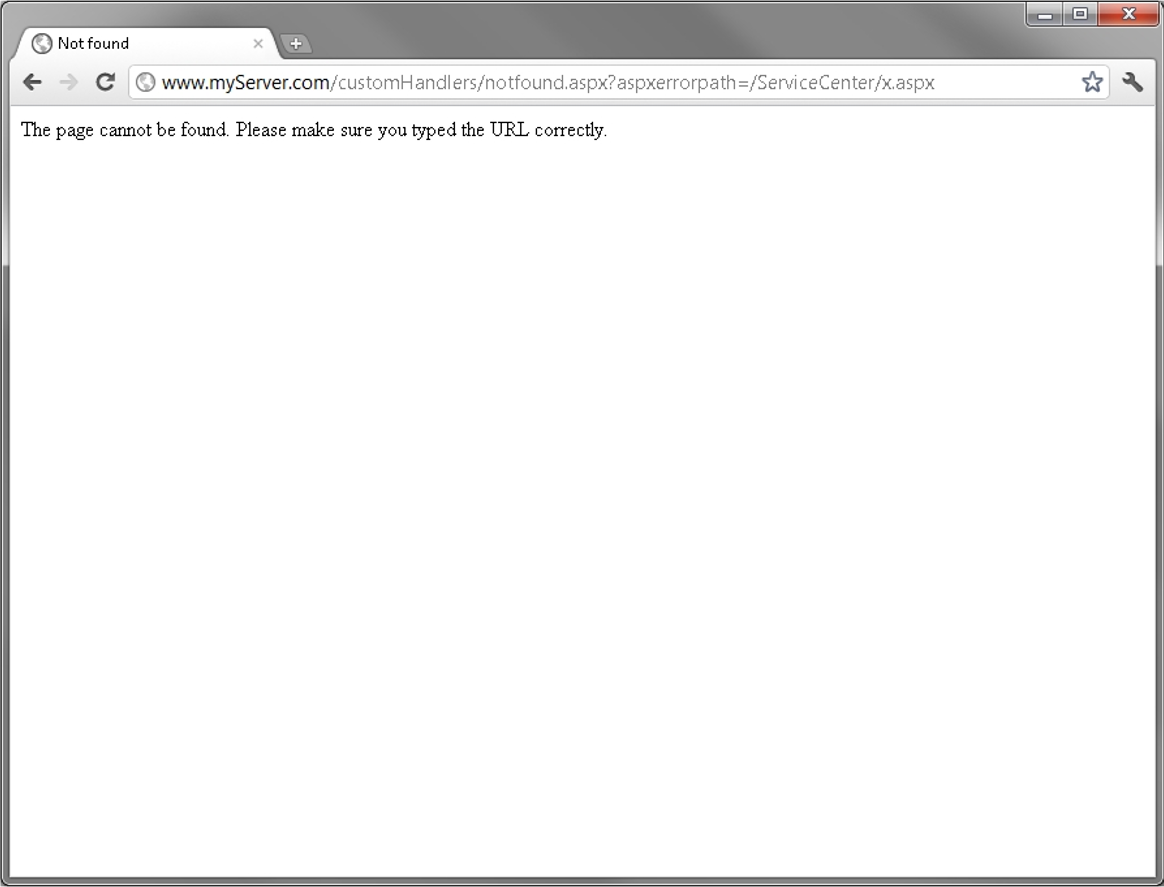 Not found
www.myServer.com/customHandlers/notfound.aspx?aspxerrorpath=/ServiceCenter/x.aspx
The page cannot be found. Please make sure you typed the URL correctly.